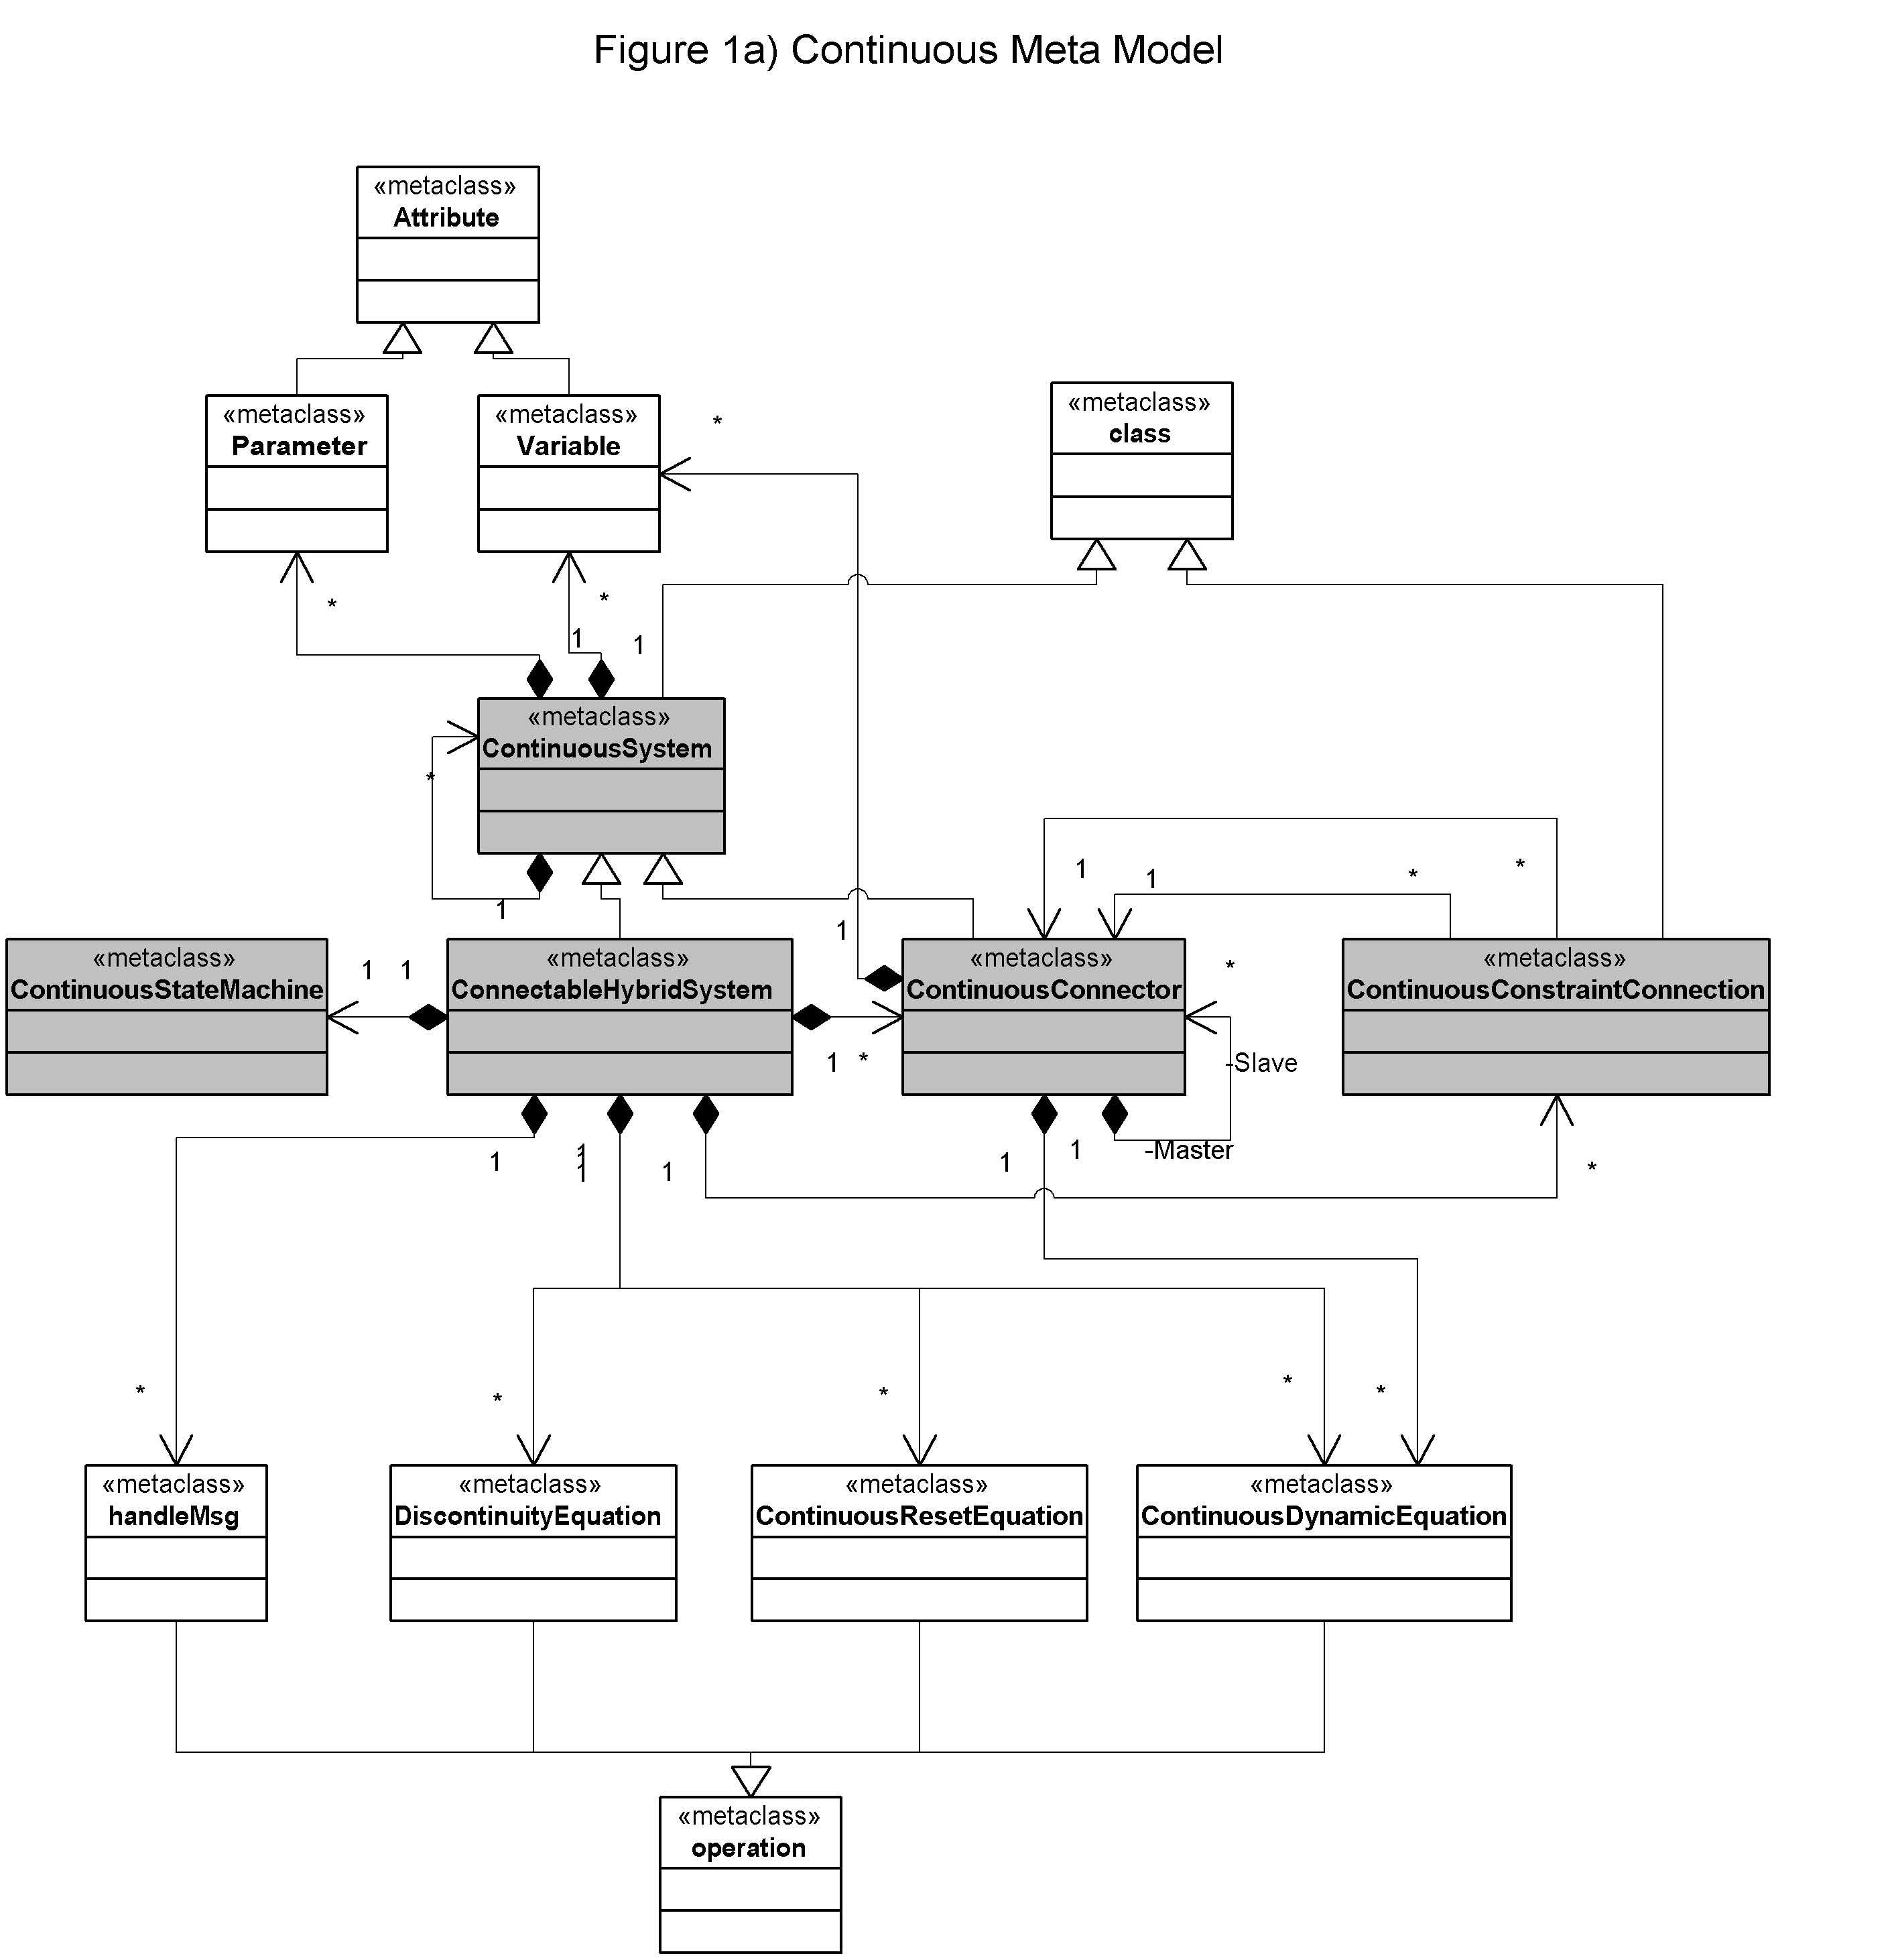 Figure 1a) Continuous Meta Model
«metaclass»
Attribute
«metaclass»
Parameter
«metaclass»
Variable
*
«metaclass»
class
*
*
1
1
«metaclass»
ContinuousSystem
*
1
1
1
*
*
1
«metaclass»
ContinuousStateMachine
1
1
«metaclass»
ConnectableHybridSystem
1
*
«metaclass»
ContinuousConnector
*
-Slave
«metaclass»
ContinuousConstraintConnection
1
1
1
1
1
1
1
-Master
*
*
*
*
*
*
«metaclass»
handleMsg
«metaclass»
DiscontinuityEquation
«metaclass»
ContinuousResetEquation
«metaclass»
ContinuousDynamicEquation
«metaclass»
operation